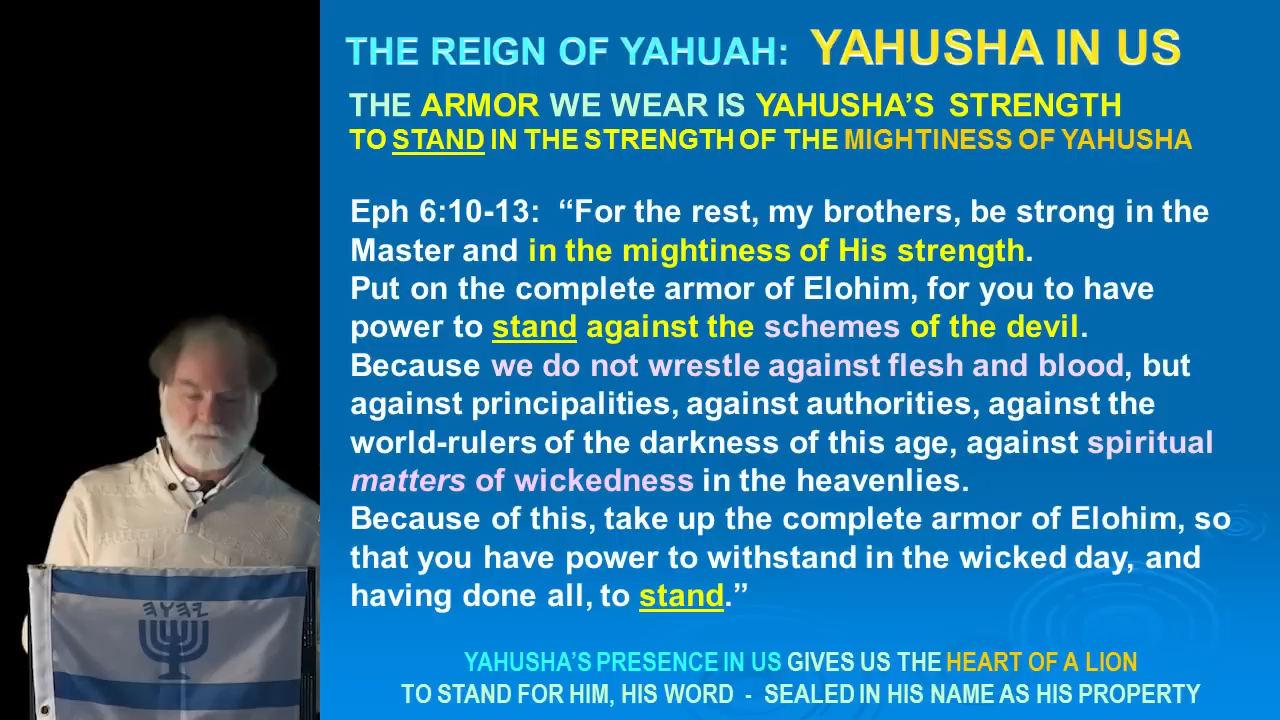 THE REIGN OF YAHUAH: YAHUSHA IN US
THE ARMOR WE WEAR IS YAHUSHA’S STRENGTH
TO STAND IN THE STRENGTH OF THE MIGHTINESS OF YAHUSHA
Eph 6:10-13: “For the rest, my brothers, be strong in the
Master and in the mightiness of His strength.
Put on the complete armor of Elohim, for you to have
power to stand against the schemes of the devil.
Because we do not wrestle against flesh and blood, but
against principalities, against authorities, against the
world-rulers of the darkness of this age, against spiritual
matters of wickedness in the heavenlies.
Because of this, take up the complete armor of Elohim, so
that you have power to withstand in the wicked day, and
having done all, to stand.”
YAHUSHA’S PRESENCE IN US GIVES US THE HEART OF A LION
TO STAND FOR HIM, HIS WORD - SEALED IN HIS NAME AS HIS PROPERTY
𐤉𐤄𐤅𐤄